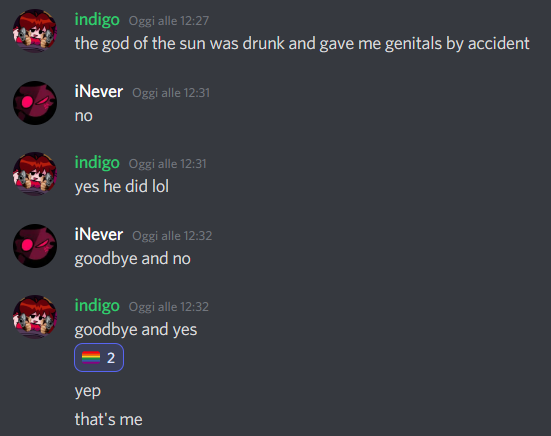 indigo Oggi alle 12:27
the god of the sun was drunk and gave me genitals by accident
iNever Oggi alle 12:31
no
indigo Oggi alle 12:31
yes he did lol
iNever Oggi alle 12:32
goodbye and no
indigo Oggi alle 12:32
goodbye and yes
2
yep
that's me